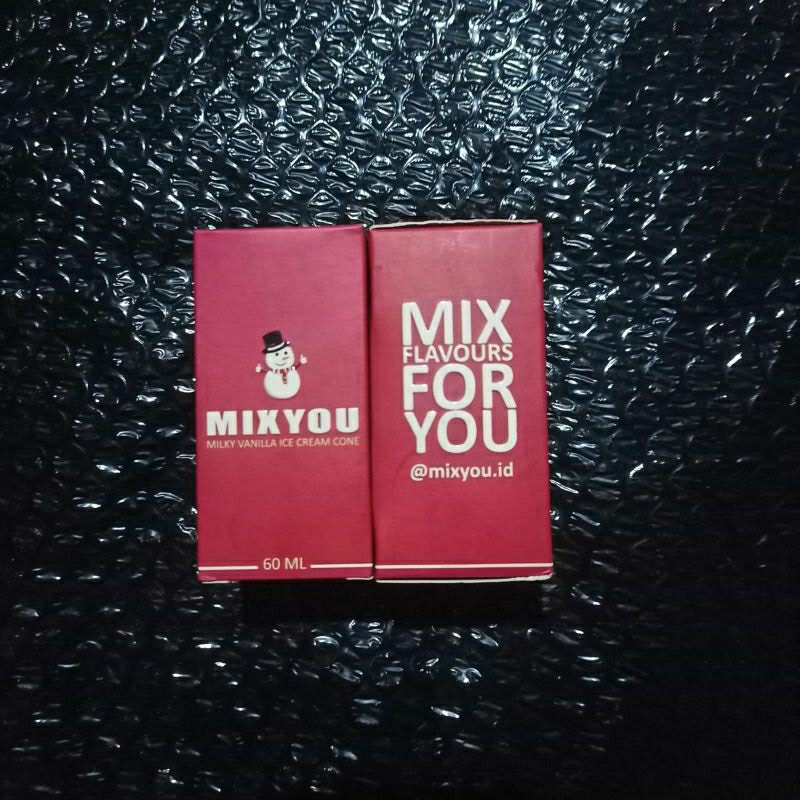 MIXYOU
MILKY VANILLA ICE CREAM CONE
60 ML
MIX
FLAVOURS
FOR
YOU
@mixyou.id